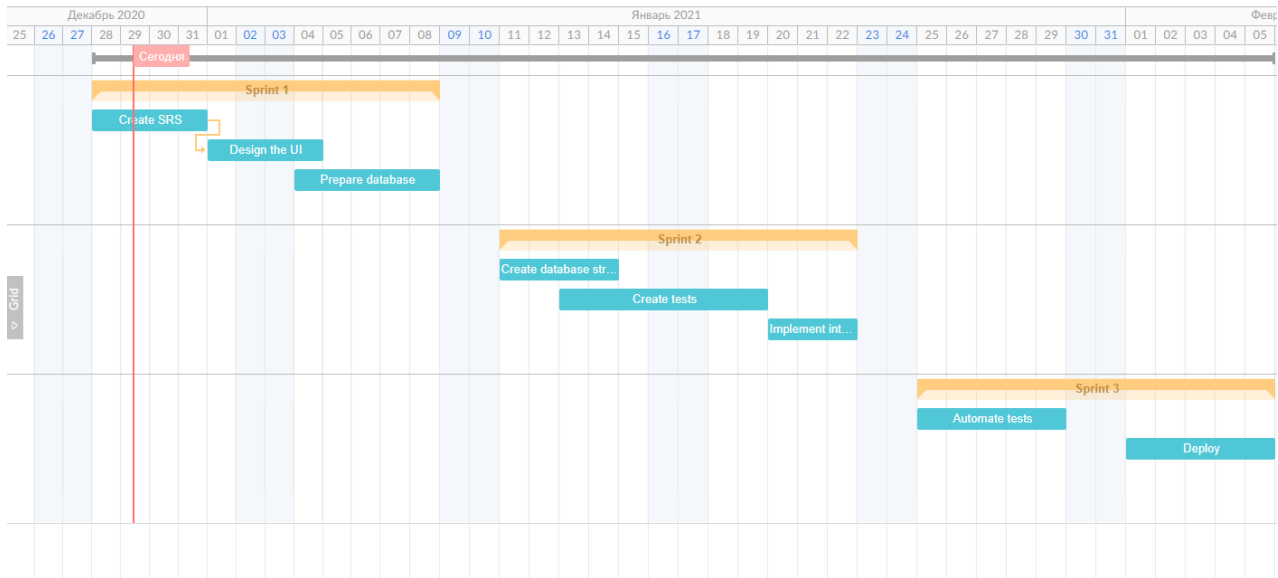 Декабрь 2020 Январь 2021 Февр
25 26 27 28 29 30 31 01 02 03 04 05 06 07 08 09 10 11 12 13 14 15 16 17 18 19 20 21 22 23 24 25 26 27 28 29 30 31 01 02 03 04 05
Сегодня
Sprint 1
Create SRS
Design the UI
Prepare database
Sprint 2
Create database str...
Create tests
Implement int...
Grid
Sprint 3
Automate tests
Deploy